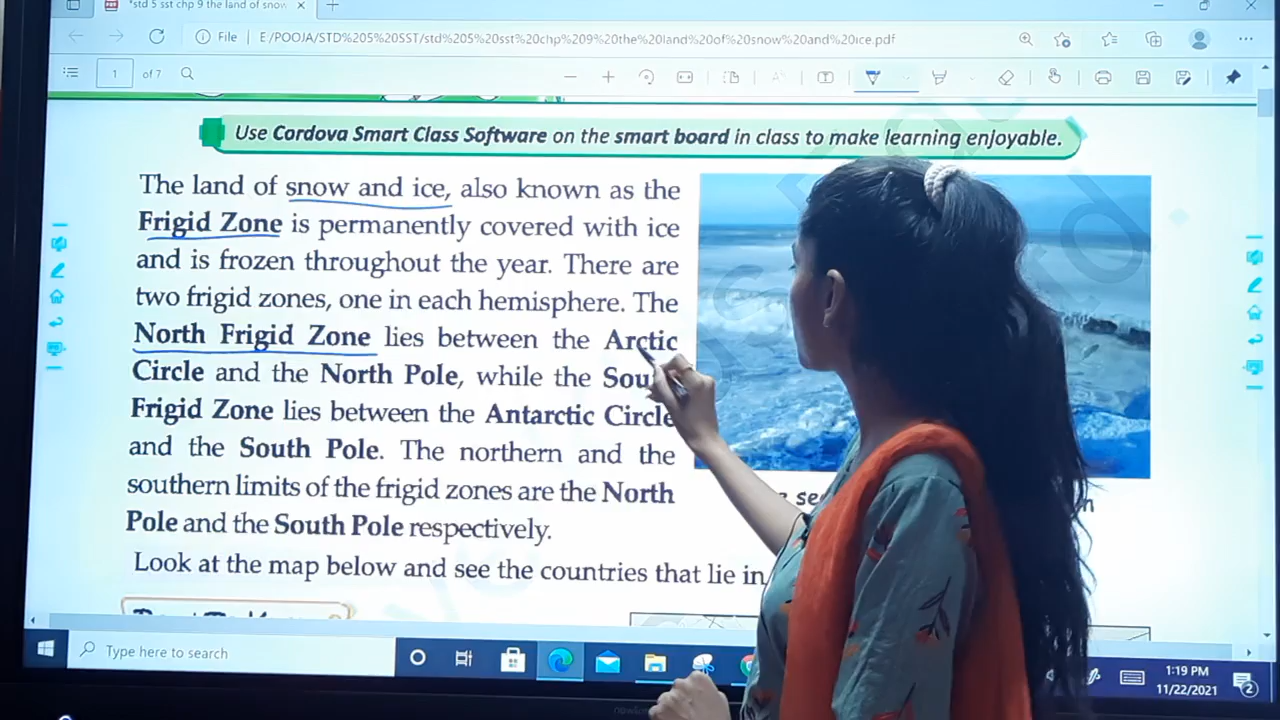 *std 5 sst chp 9 the land of snow
File E:/POOJA/STD%205%20SST/std%205%20sst%20chp%209%20the%20land%20of%20snow%20and%20ice.pdf
1 of 7
Use Cordova Smart Class Software on the smart board in class to make learning enjoyable.
The land of snow and ice, also known as the
Frigid Zone is permanently covered with ice
and is frozen throughout the year. There are
two frigid zones, one in each hemisphere. The
North Frigid Zone lies between the Arctic
Circle and the North Pole, while the Sou
Frigid Zone lies between the Antarctic Circle
and the South Pole. The northern and the
southern limits of the frigid zones are the North
Pole and the South Pole respectively.
Look at the map below and see the countries that lie in
Type here to search
1:19 PM
11/22/2021
2